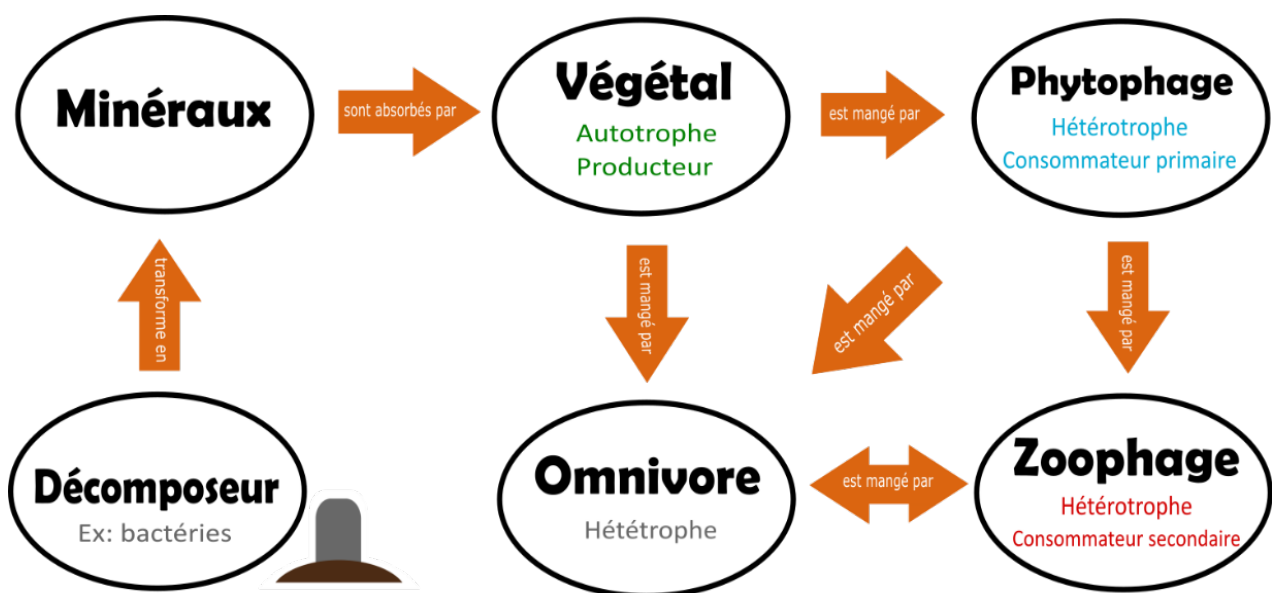 Minéraux
sont absorbés par
Végétal
Autotrophe
Producteur
est mangé par
Phytophage
Hétérotrophe
Consommateur primaire
transforme en
est mangé par
est mangé par
est mangé par
Décomposeur
Ex: bactéries
Omnivore
Hététrophe
est mangé par
Zoophage
Hétérotrophe
Consommateur secondaire